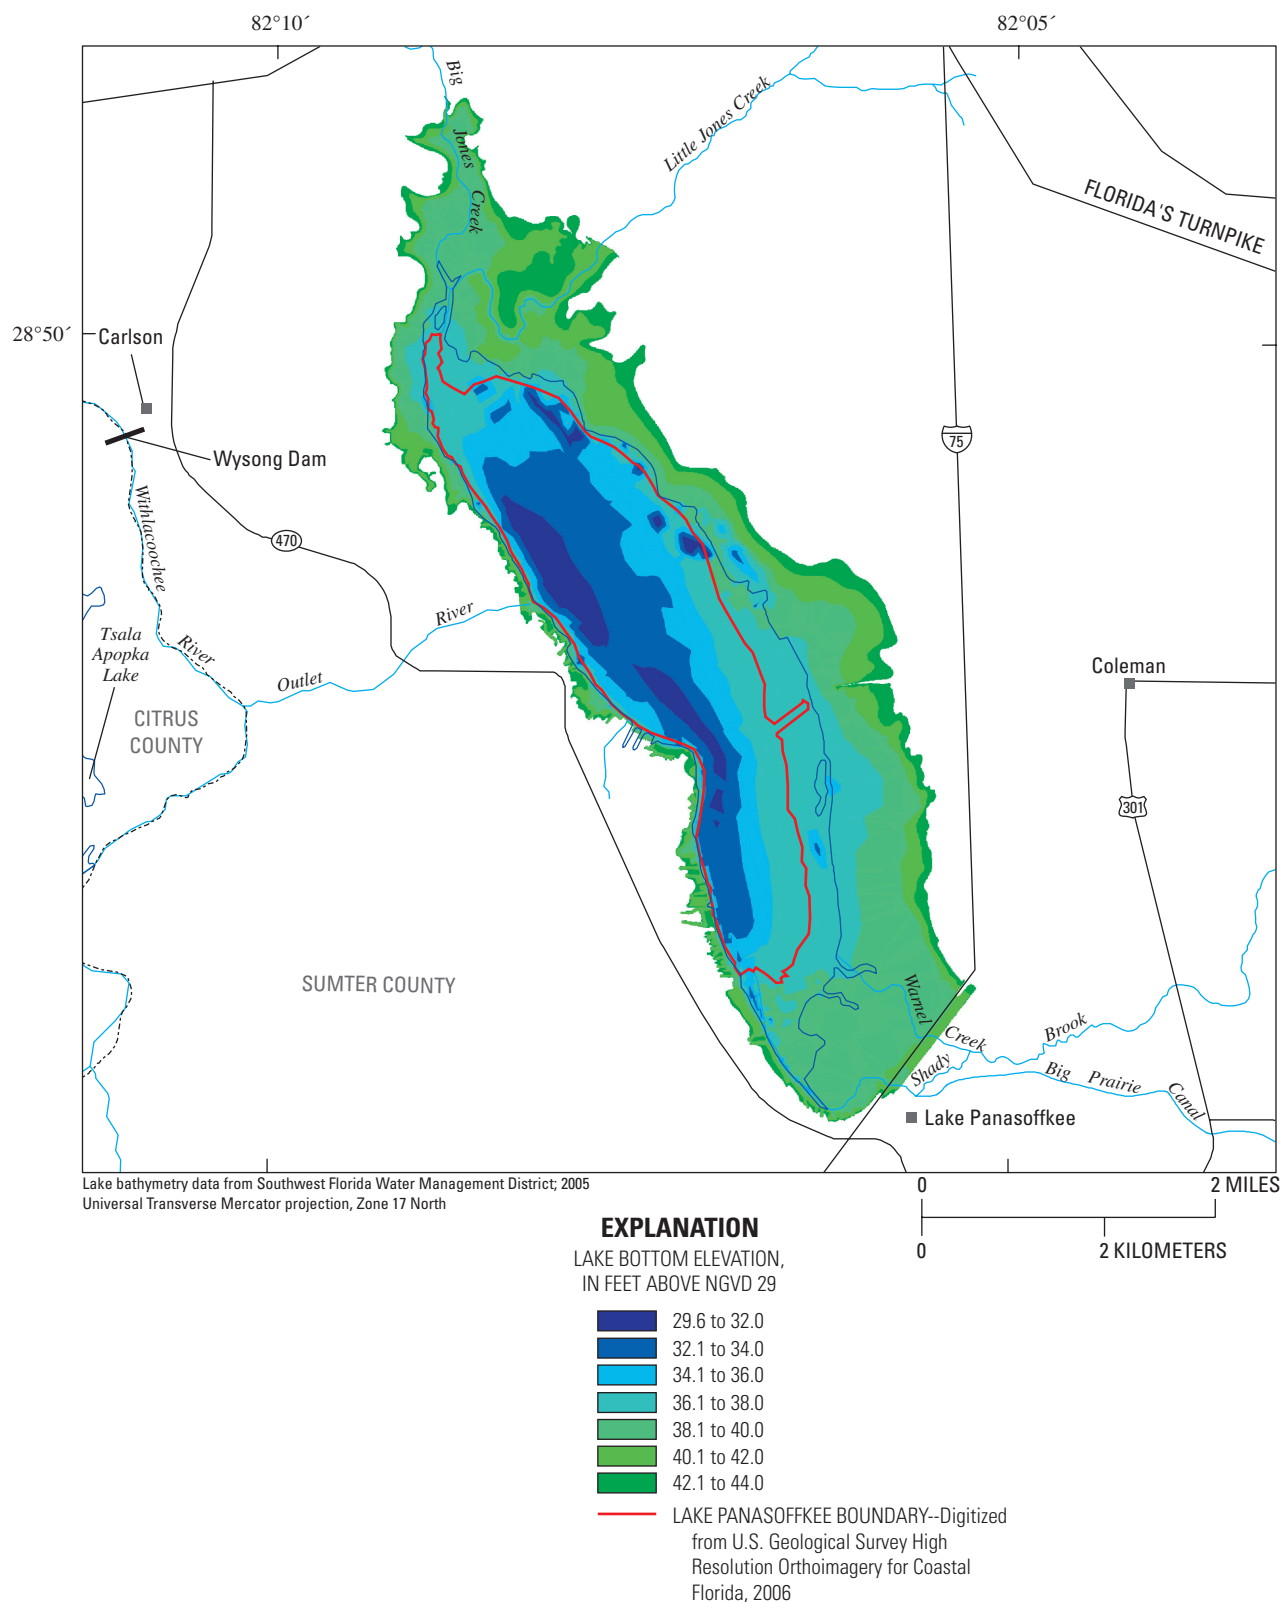 82°10´
82°05´
Big
Jones
Creek
Little Jones Creek
FLORIDA'S TURNPIKE
28°50´
Carlson
75
Wysong Dam
Withlacoochee
River
470
River
Outlet
Tsala
Apopka
Lake
Coleman
CITRUS
COUNTY
301
SUMTER COUNTY
Warnel
Creek
Brook
Shady
Big Prairie
Canal
Lake Panasoffkee
Lake bathymetry data from Southwest Florida Water Management District; 2005
Universal Transverse Mercator projection, Zone 17 North
0 2 MILES
0 2 KILOMETERS
EXPLANATION
LAKE BOTTOM ELEVATION,
IN FEET ABOVE NGVD 29
29.6 to 32.0
32.1 to 34.0
34.1 to 36.0
36.1 to 38.0
38.1 to 40.0
40.1 to 42.0
42.1 to 44.0
LAKE PANASOFFKEE BOUNDARY--Digitized
from U.S. Geological Survey High
Resolution Orthoimagery for Coastal
Florida, 2006